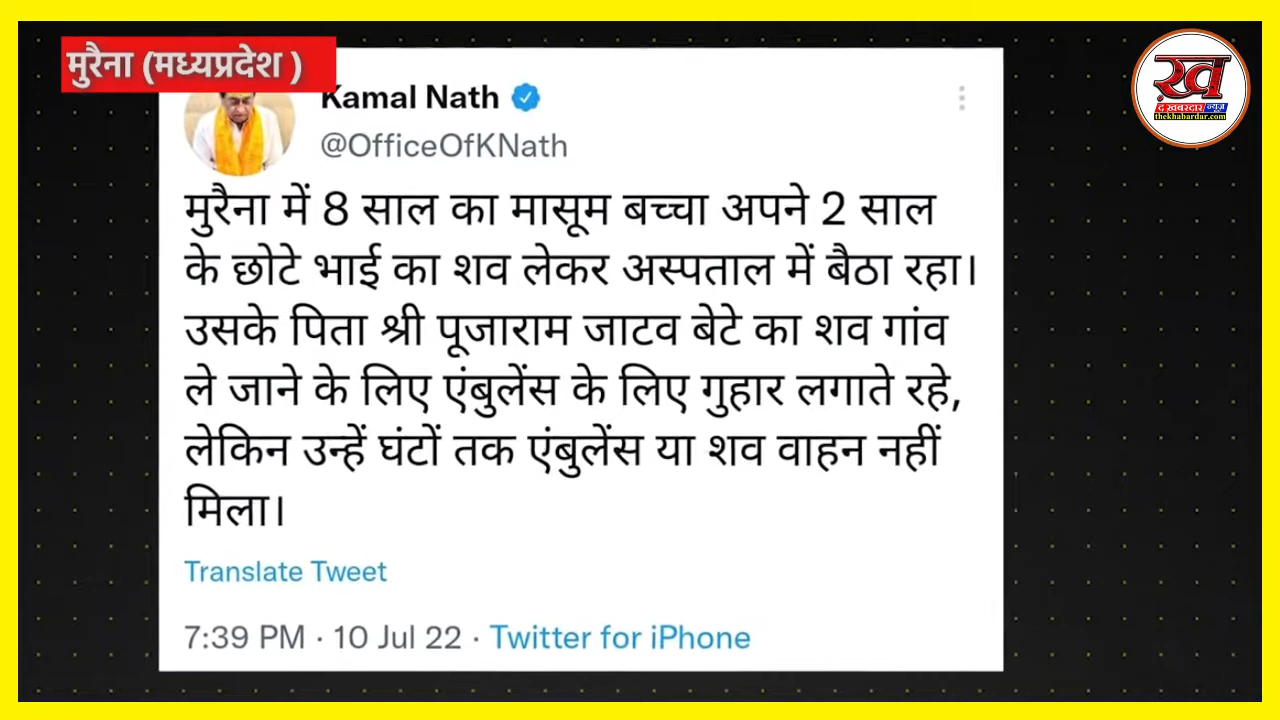 मुरैना (मध्यप्रदेश )
ख
द खबरदार न्यूज़
thekhabardar.com
Kamal Nath
@OfficeOfKNath
मुरैना में 8 साल का मासूम बच्चा अपने 2 साल
के छोटे भाई का शव लेकर अस्पताल में बैठा रहा।
उसके पिता श्री पूजाराम जाटव बेटे का शव गांव
ले जाने के लिए एंबुलेंस के लिए गुहार लगाते रहे,
लेकिन उन्हें घंटों तक एंबुलेंस या शव वाहन नहीं
मिला।
Translate Tweet
7:39 PM · 10 Jul 22 · Twitter for iPhone